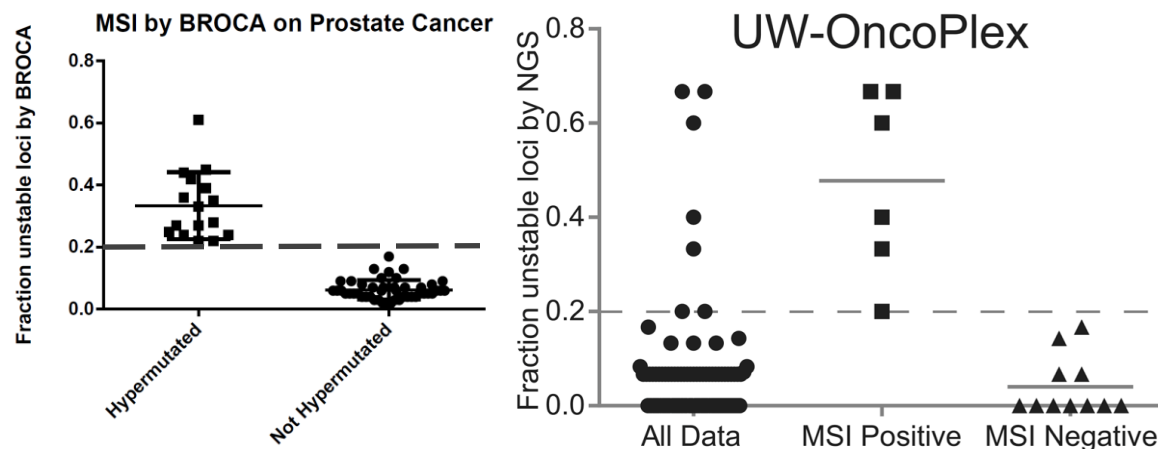 MSI by BROCA on Prostate Cancer
Fraction unstable loci by BROCA
0.8
0.6
0.4
0.2
0.0
Hypermutated
Not Hypermutated
UW-OncoPlex
Fraction unstable loci by NGS
0.8
0.6
0.4
0.2
0.0
All Data
MSI Positive
MSI Negative